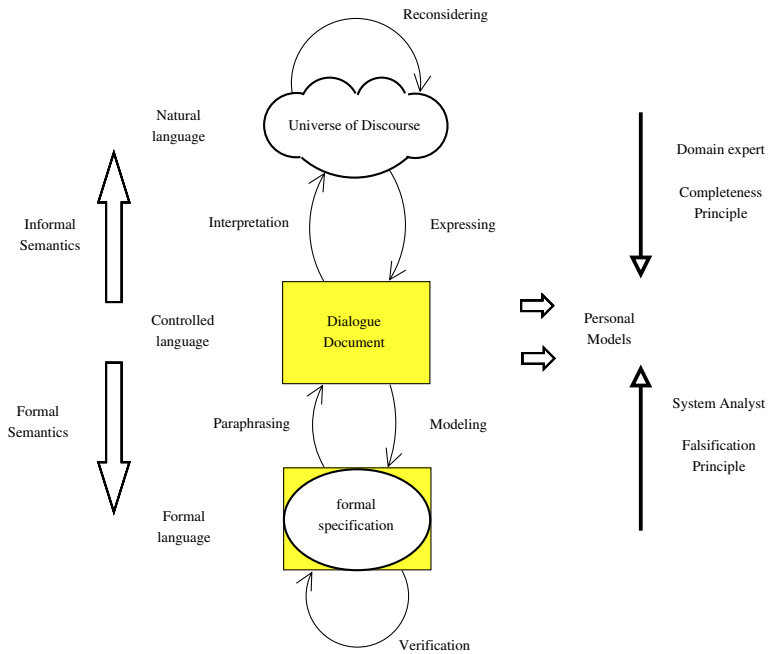 Reconsidering
Natural
language
Universe of Discourse
Domain expert
Completeness
Principle
Informal
Semantics
Interpretation
Expressing
Controlled
language
Dialogue
Document
Personal
Models
Formal
Semantics
Paraphrasing
Modeling
System Analyst
Falsification
Principle
Formal
language
formal
specification
Verification